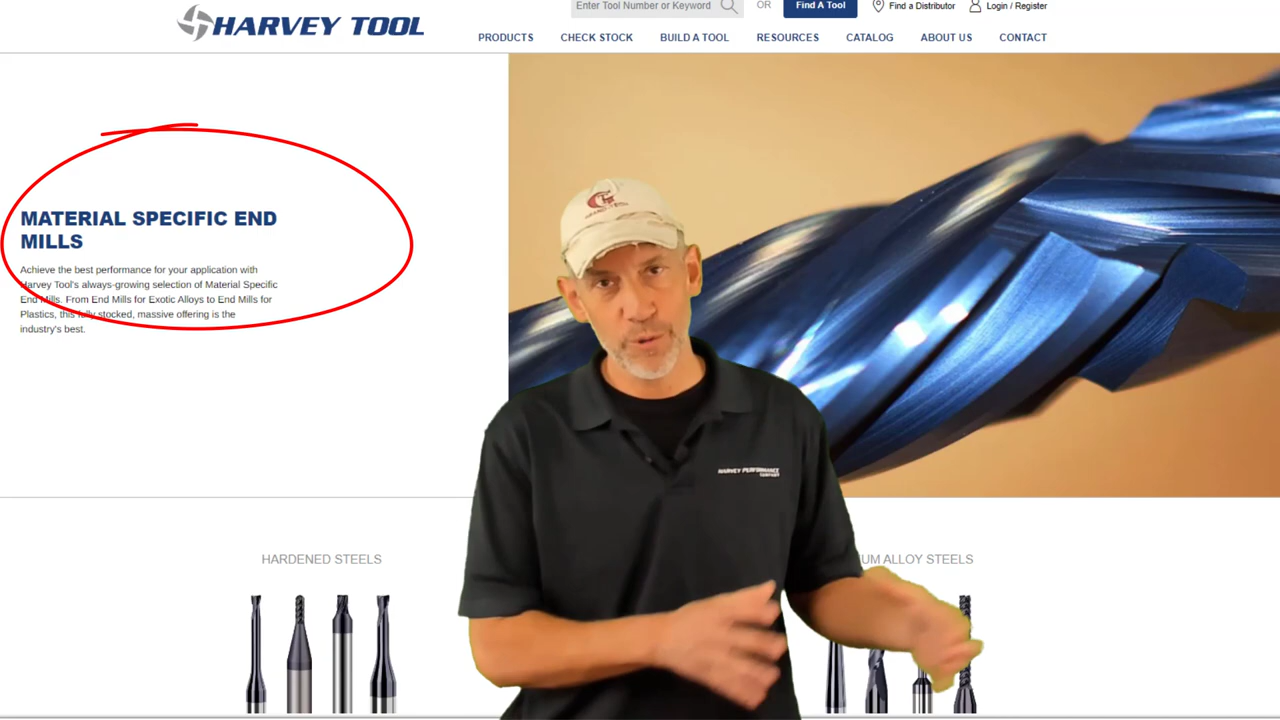 HARVEY TOOL
Enter Tool Number or Keyword
OR
Find A Tool
Find a Distributor
Login / Register
PRODUCTS
CHECK STOCK
BUILD A TOOL
RESOURCES
CATALOG
ABOUT US
CONTACT
MATERIAL SPECIFIC END
MILLS
Achieve the best performance for your application with
Harvey Tool's always-growing selection of Material Specific
End Mills. From End Mills for Exotic Alloys to End Mills for
Plastics, this fully stocked, massive offering is the
industry's best.
HARVEY PERFORMANCE
COMPANY
HARDENED STEELS
UM ALLOY STEELS